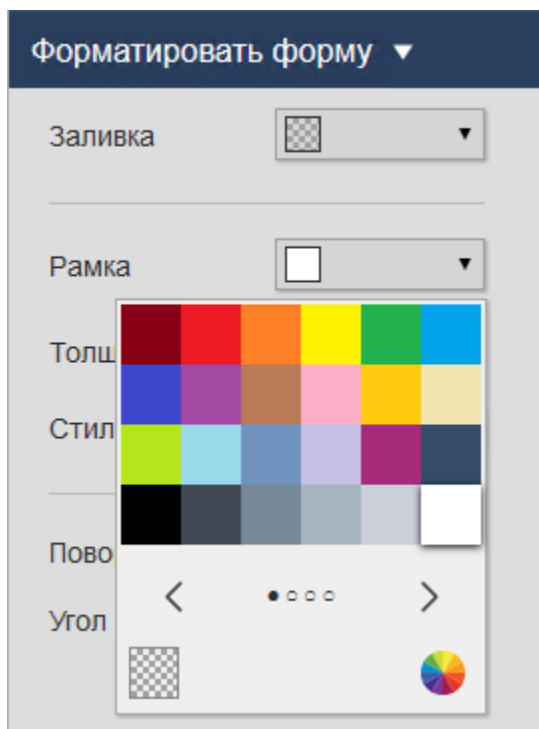 Форматировать форму
Заливка
Рамка
Толщ
Стил
Пово
Угол